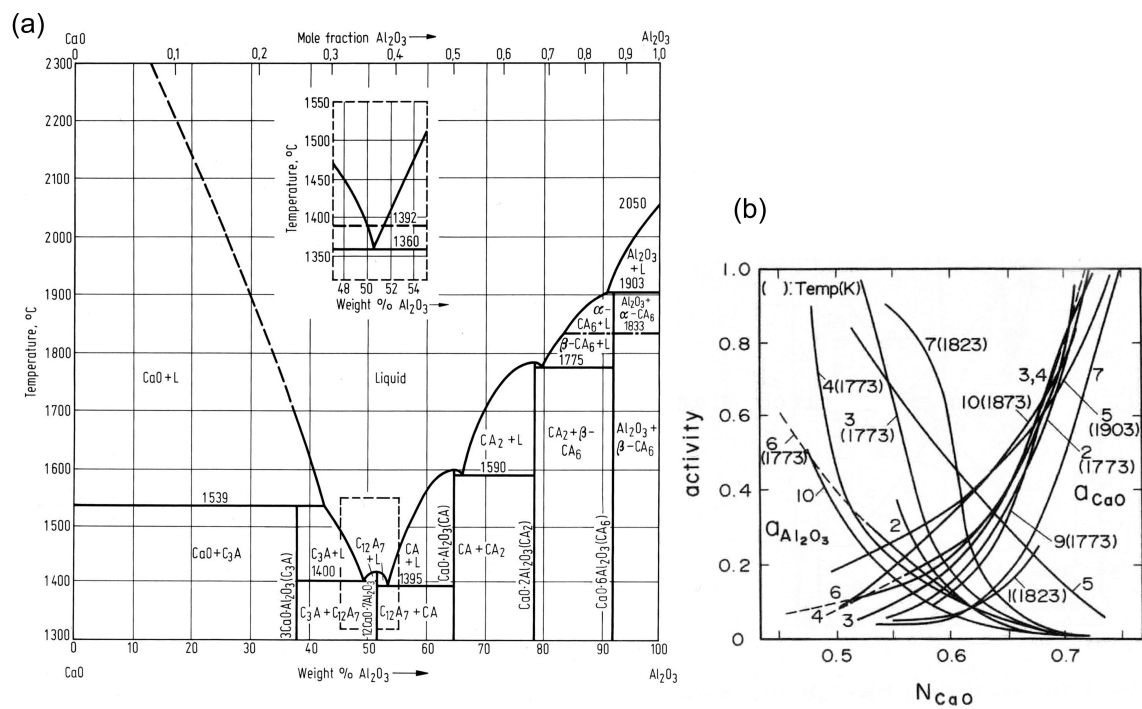 (a)
CaO
Mole fraction Al2O3
Al2O3
0
0,1
0,2
0,3
0,4
0,5
0,6
0,7
0,8
0,9
1,0
2300
2200
2100
2000
1900
1800
1700
1600
1500
1400
1300
Temperature, °C
1550
1500
1450
1400
1350
Temperature, °C
1392
1360
48 50 52 54
Weight % Al2O3
2050
Al2O3
+ L
1903
α-
CA6+L
Al2O3+
α-CA6
1833
β-CA6+L
1775
CaO+L
Liquid
CA2 + L
1590
CA2+β-
CA6
Al2O3+
β-CA6
1539
CaO+C3A
C3A+L
1400
C12A7
+L
CA
+
L
1395
CA + CA2
C3A+C12A7
C12A7+CA
3CaO·Al2O3(C3A)
12CaO·7Al2O3
CaO·Al2O3(CA)
CaO·2Al2O3(CA2)
CaO·6Al2O3(CA6)
0 10 20 30 40 50 60 70 80 90 100
CaO
Weight % Al2O3
Al2O3
(b)
1.0
0.8
0.6
0.4
0.2
0
activity
( ):Temp(K)
7(1823)
4(1773)
3
(1773)
3,4
7
10(1873)
5
(1903)
6
(1773)
2
(1773)
10
aCaO
aAl2O3
2
9(1773)
6
5
4
3
1(1823)
0.5
0.6
0.7
NCaO